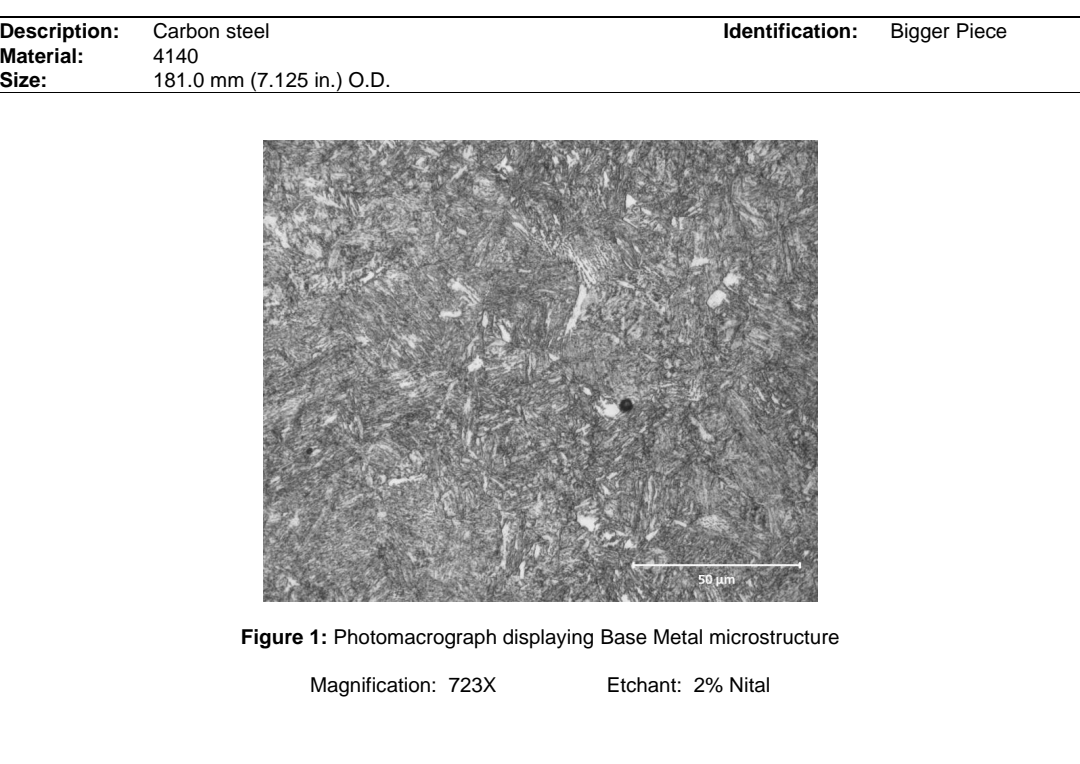 Description: Carbon steel Identification: Bigger Piece
Material: 4140
Size: 181.0 mm (7.125 in.) O.D.
50 µm
Figure 1: Photomacrograph displaying Base Metal microstructure
Magnification: 723X Etchant: 2% Nital